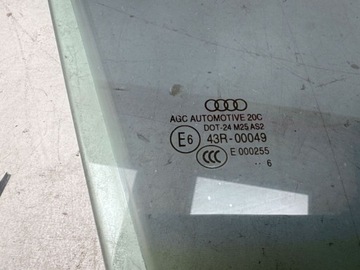 AGC AUTOMOTIVE 20C
DOT-24 M25 AS2
E6 43R-00049
CCC E 000255
.. 6